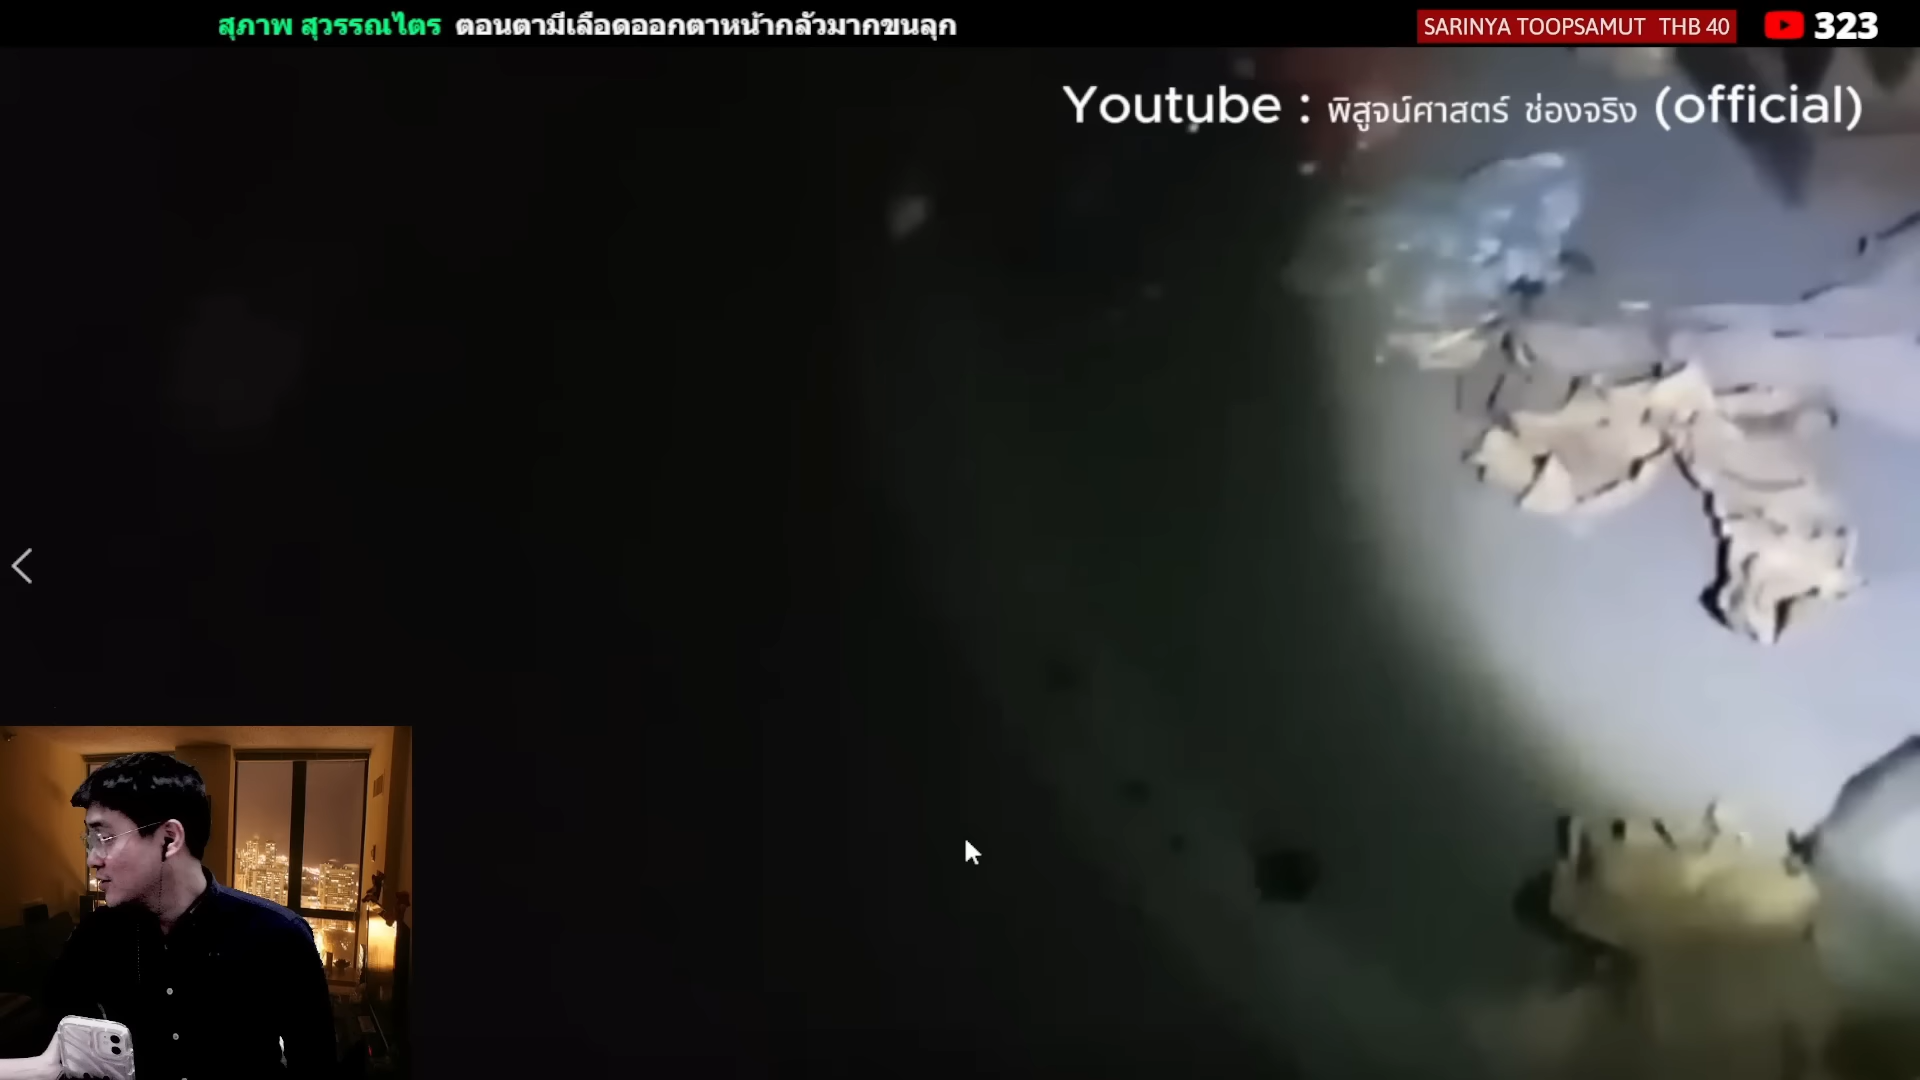 สุภาพ สุวรรณไตร ตอนตามีเลือดออกตาหน้ากลัวมากขนลุก
SARINYA TOOPSAMUT THB 40
323
Youtube : พิสูจน์ศาสตร์ ช่องจริง (official)